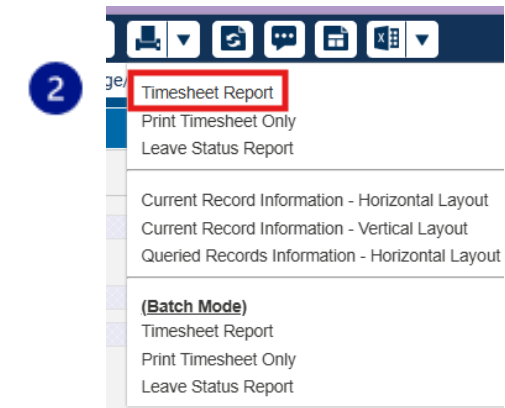 2
ge/
Timesheet Report
Print Timesheet Only
Leave Status Report
Current Record Information - Horizontal Layout
Current Record Information - Vertical Layout
Queried Records Information - Horizontal Layout
(Batch Mode)
Timesheet Report
Print Timesheet Only
Leave Status Report